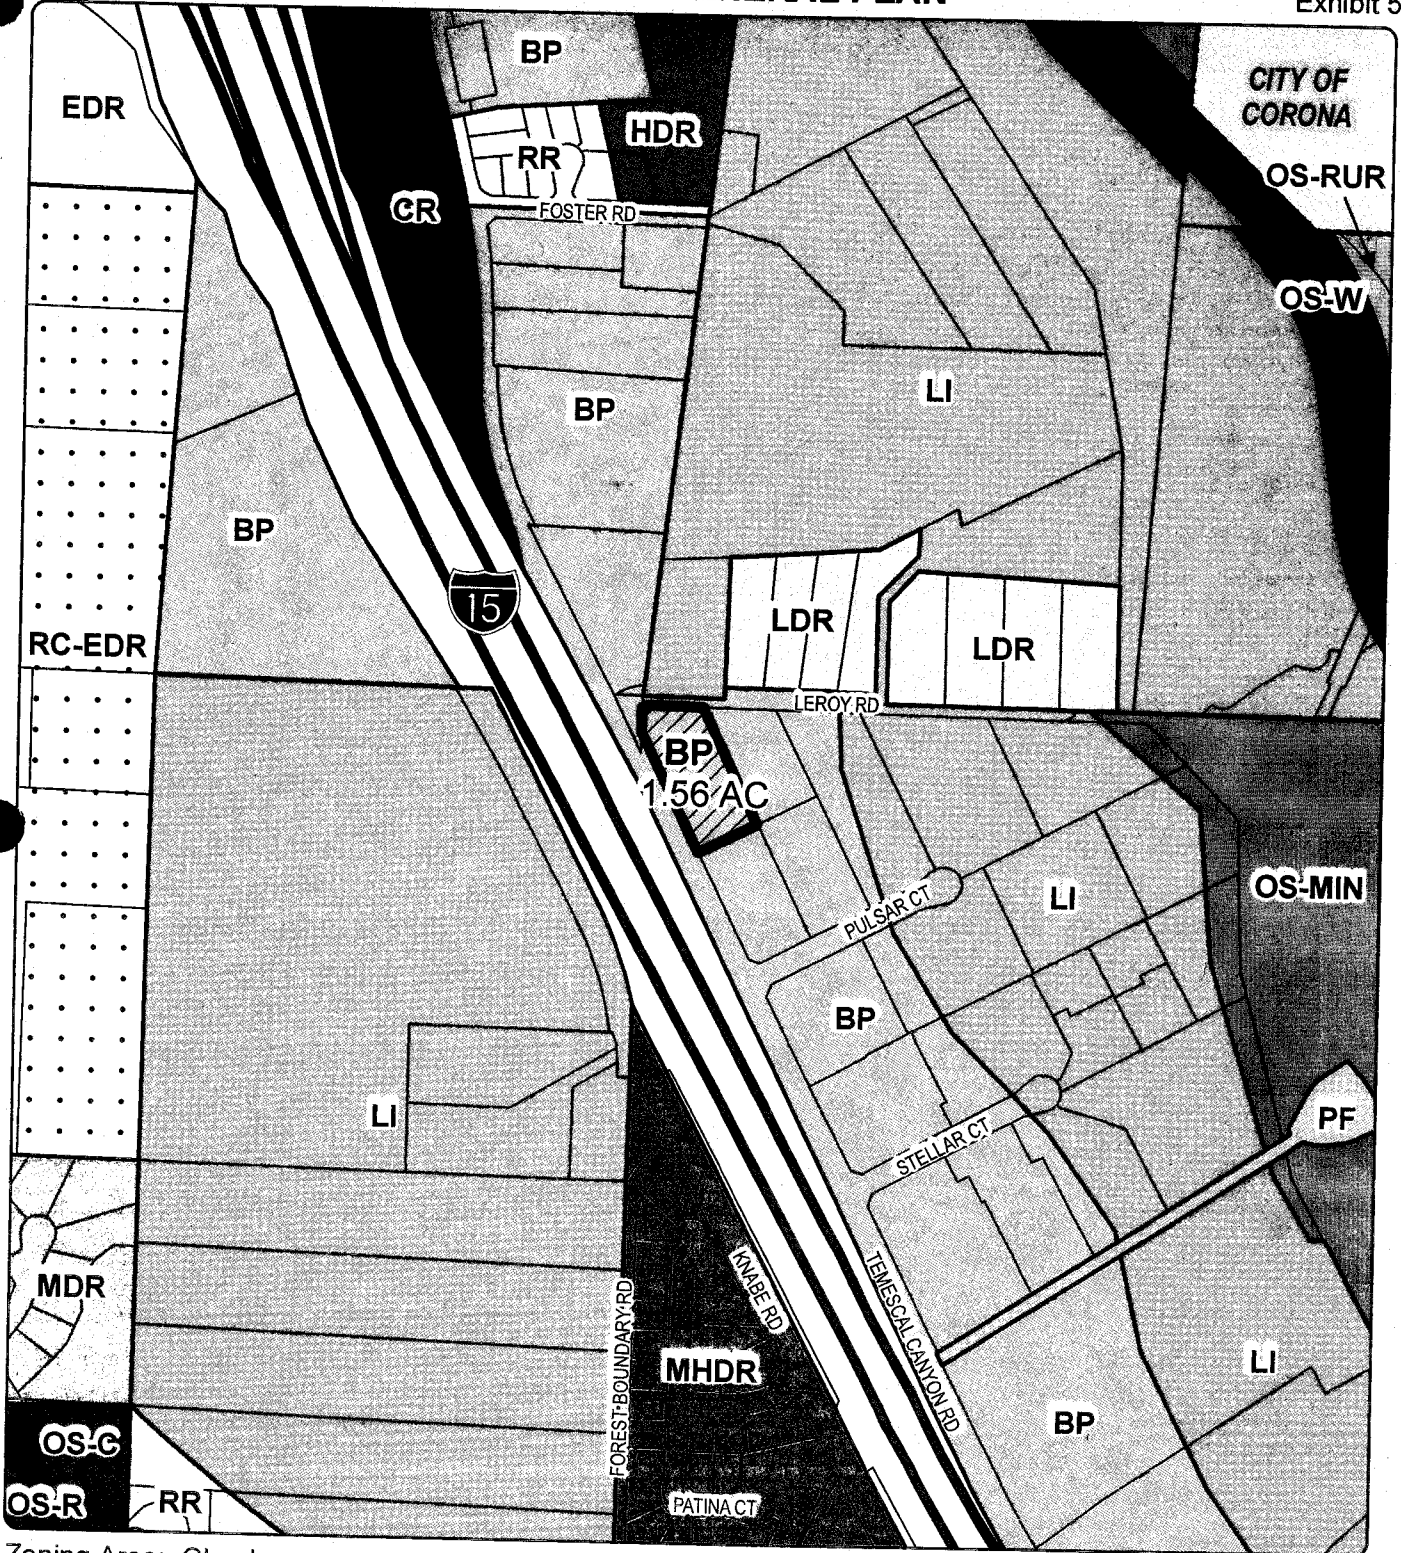 Exhibit 5
BP
CITY OF
CORONA
EDR
HDR
RR
OS-RUR
CR
FOSTER RD
OS-W
LI
BP
BP
15
LDR
RC-EDR
LDR
LEROY RD
BP
1.56 AC
OS-MIN
LI
PULSAR CT
BP
LI
PF
STELLAR CT
MDR
KNABE RD
TEMESCAL CANYON RD
FOREST BOUNDARY RD
MHDR
LI
BP
OS-C
OS-R
RR
PATINA CT